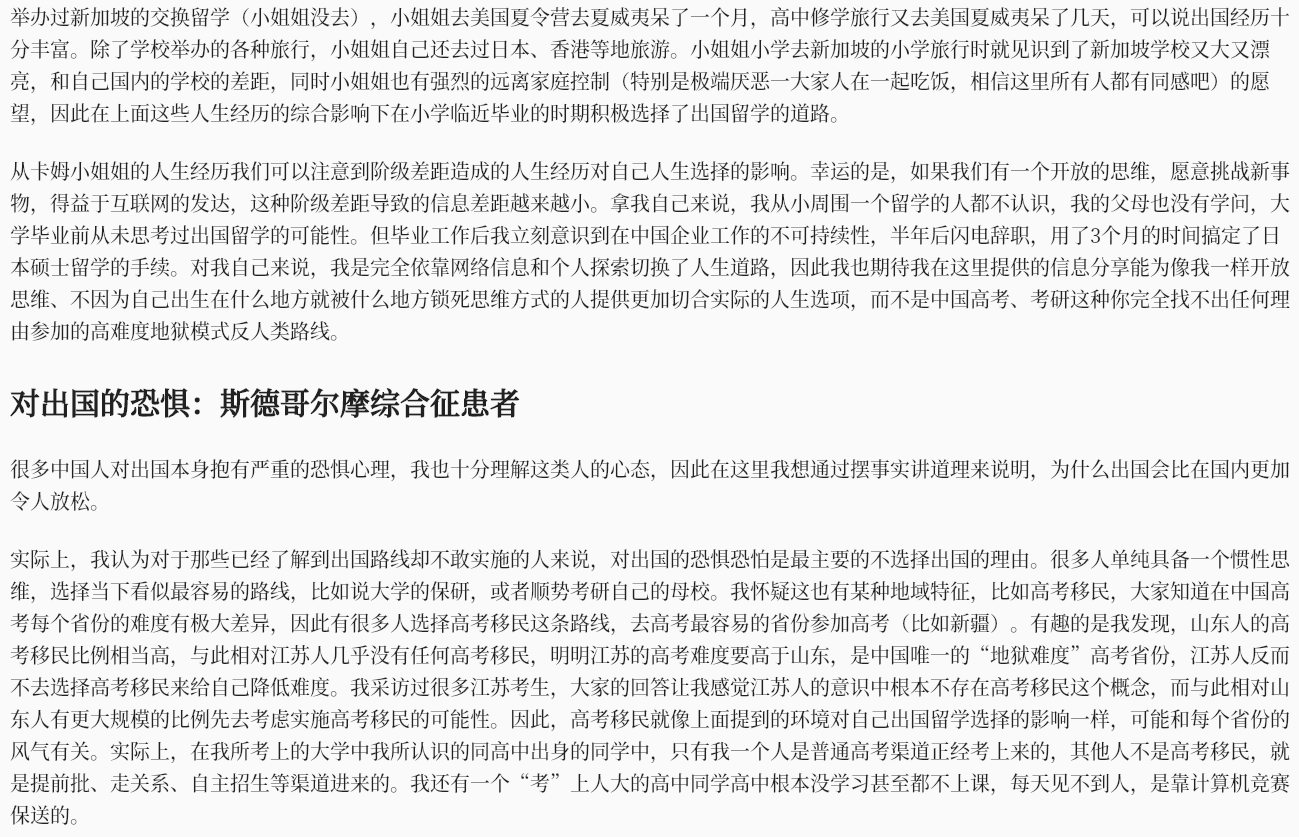 举办过新加坡的交换留学（小姐姐没去），小姐姐去美国夏令营去夏威夷呆了一个月，高中修学旅行又去美国夏威夷呆了几天，可以说出国经历十
分丰富。除了学校举办的各种旅行，小姐姐自己还去过日本、香港等地旅游。小姐姐小学去新加坡的小学旅行时就见识到了新加坡学校又大又漂
亮，和自己国内的学校的差距，同时小姐姐也有强烈的远离家庭控制（特别是极端厌恶一大家人在一起吃饭，相信这里所有人都有同感吧）的愿
望，因此在上面这些人生经历的综合影响下在小学临近毕业的时期积极选择了出国留学的道路。
从卡姆小姐姐的人生经历我们可以注意到阶级差距造成的人生经历对自己人生选择的影响。幸运的是，如果我们有一个开放的思维，愿意挑战新事
物，得益于互联网的发达，这种阶级差距导致的信息差距越来越小。拿我自己来说，我从小周围一个留学的人都不认识，我的父母也没有学问，大
学毕业前从未思考过出国留学的可能性。但毕业工作后我立刻意识到在中国企业工作的不可持续性，半年后闪电辞职，用了3个月的时间搞定了日
本硕士留学的手续。对我自己来说，我是完全依靠网络信息和个人探索切换了人生道路，因此我也期待我在这里提供的信息分享能为像我一样开放
思维、不因为自己出生在什么地方就被什么地方锁死思维方式的人提供更加切合实际的人生选项，而不是中国高考、考研这种你完全找不出任何理
由参加的高难度地狱模式反人类路线。
对出国的恐惧：斯德哥尔摩综合征患者
很多中国人对出国本身抱有严重的恐惧心理，我也十分理解这类人的心态，因此在这里我想通过摆事实讲道理来说明，为什么出国会比在国内更加
令人放松。
实际上，我认为对于那些已经了解到出国路线却不敢实施的人来说，对出国的恐惧恐怕是最主要的不选择出国的理由。很多人单纯具备一个惯性思
维，选择当下看似最容易的路线，比如说大学的保研，或者顺势考研自己的母校。我怀疑这也有某种地域特征，比如高考移民，大家知道在中国高
考每个省份的难度有极大差异，因此有很多人选择高考移民这条路线，去高考最容易的省份参加高考（比如新疆）。有趣的是我发现，山东人的高
考移民比例相当高，与此相对江苏人几乎没有任何高考移民，明明江苏的高考难度要高于山东，是中国唯一的“地狱难度”高考省份，江苏人反而
不去选择高考移民来给自己降低难度。我采访过很多江苏考生，大家的回答让我感觉江苏人的意识中根本不存在高考移民这个概念，而与此相对山
东人有更大规模的比例先去考虑实施高考移民的可能性。因此，高考移民就像上面提到的环境对自己出国留学选择的影响一样，可能和每个省份的
风气有关。实际上，在我所考上的大学中我所认识的同高中出身的同学中，只有我一个人是普通高考渠道正经考上来的，其他人不是高考移民，就
是提前批、走关系、自主招生等渠道进来的。我还有一个“考”上人大的高中同学高中根本没学习甚至都不上课，每天见不到人，是靠计算机竞赛
保送的。